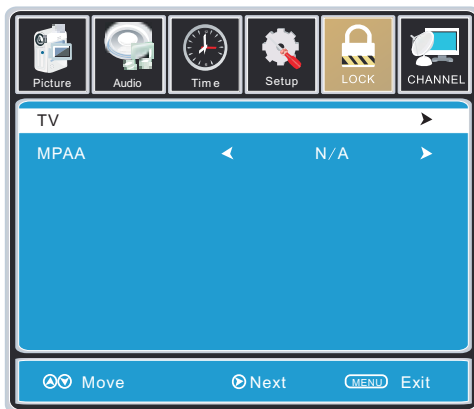 Picture Audio Time Setup LOCK CHANNEL
TV
MPAA N/A
Move Next MENU Exit